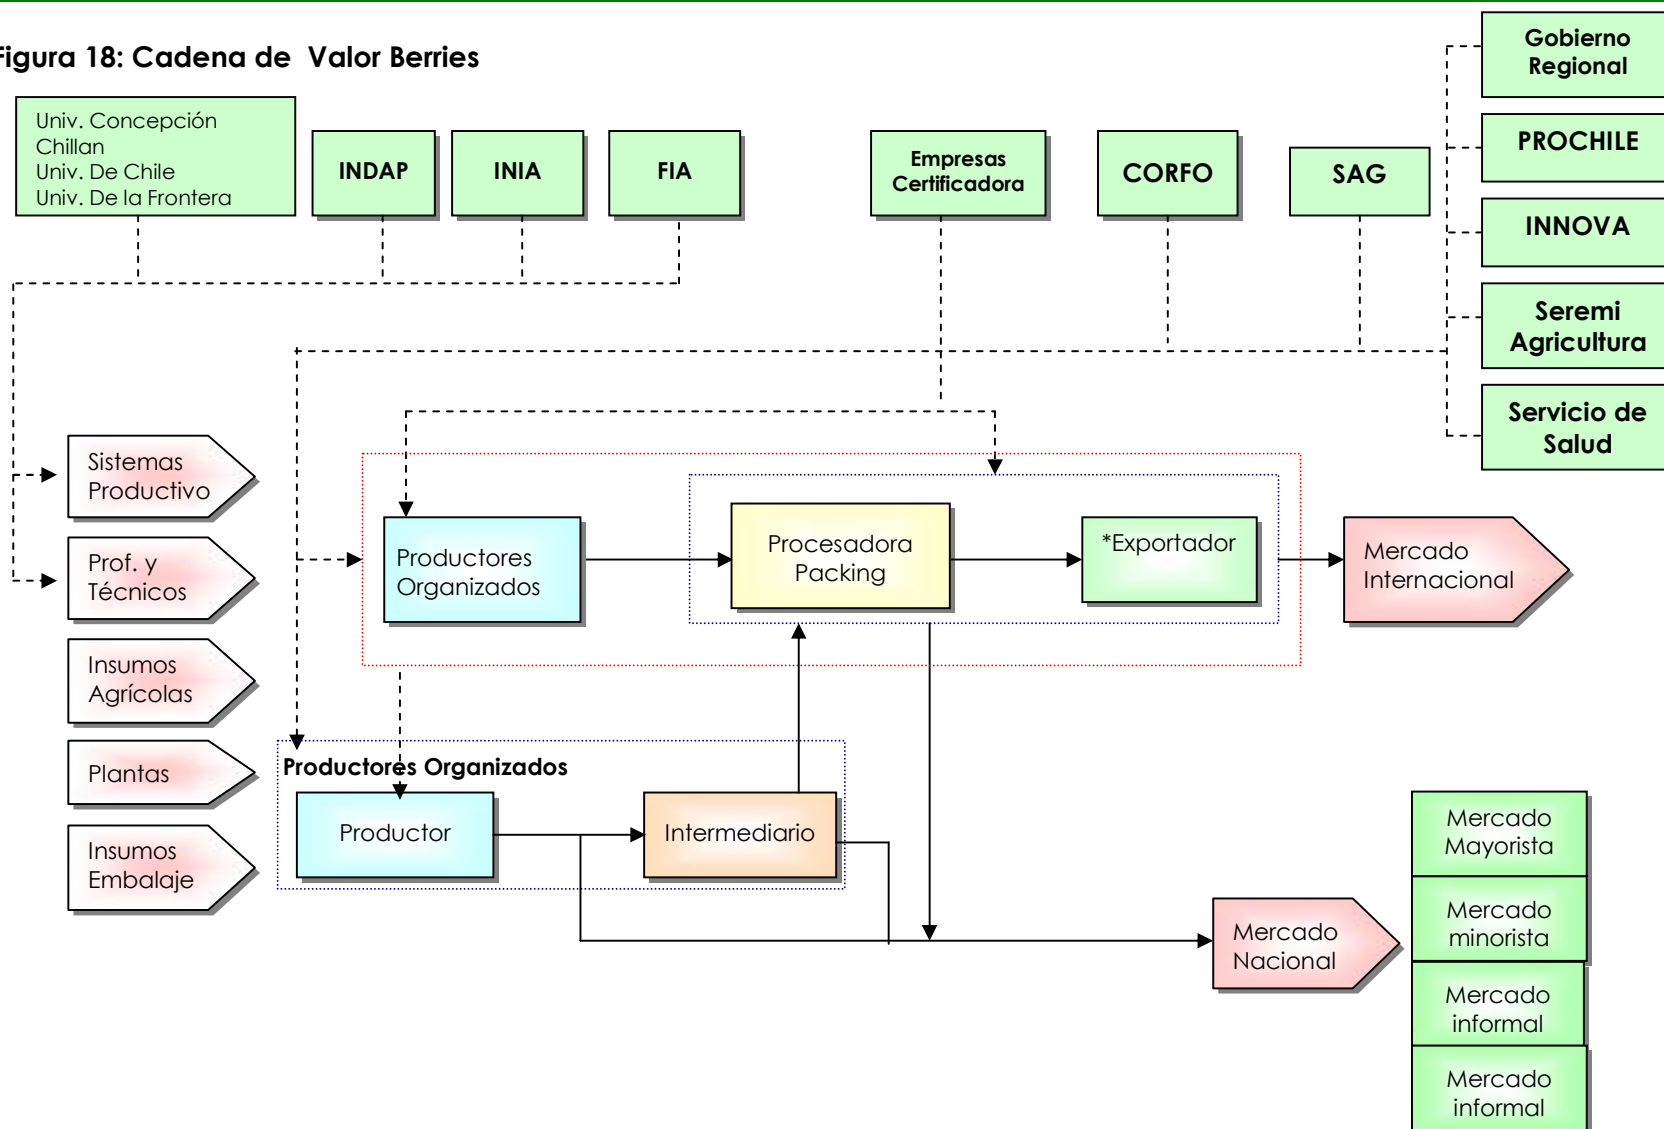 Figura 18: Cadena de Valor Berries
Gobierno
Regional
Univ. Concepción
Chillan
Univ. De Chile
Univ. De la Frontera
INDAP
INIA
FIA
Empresas
Certificadora
CORFO
SAG
PROCHILE
INNOVA
Seremi
Agricultura
Servicio de
Salud
Sistemas
Productivo
Prof. y
Técnicos
Insumos
Agrícolas
Plantas
Insumos
Embalaje
Productores
Organizados
Procesadora
Packing
*Exportador
Mercado
Internacional
Productores Organizados
Productor
Intermediario
Mercado
Nacional
Mercado
Mayorista
Mercado
minorista
Mercado
informal
Mercado
informal